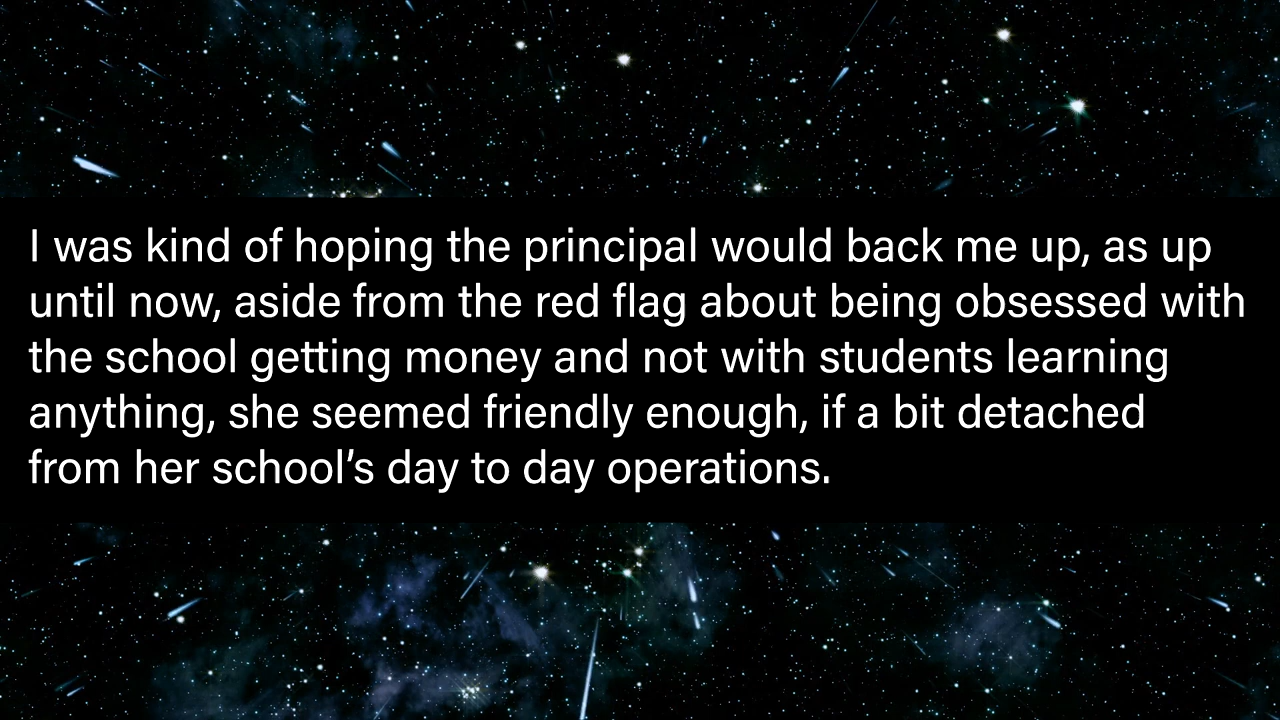 I was kind of hoping the principal would back me up, as up
until now, aside from the red flag about being obsessed with
the school getting money and not with students learning
anything, she seemed friendly enough, if a bit detached
from her school’s day to day operations.